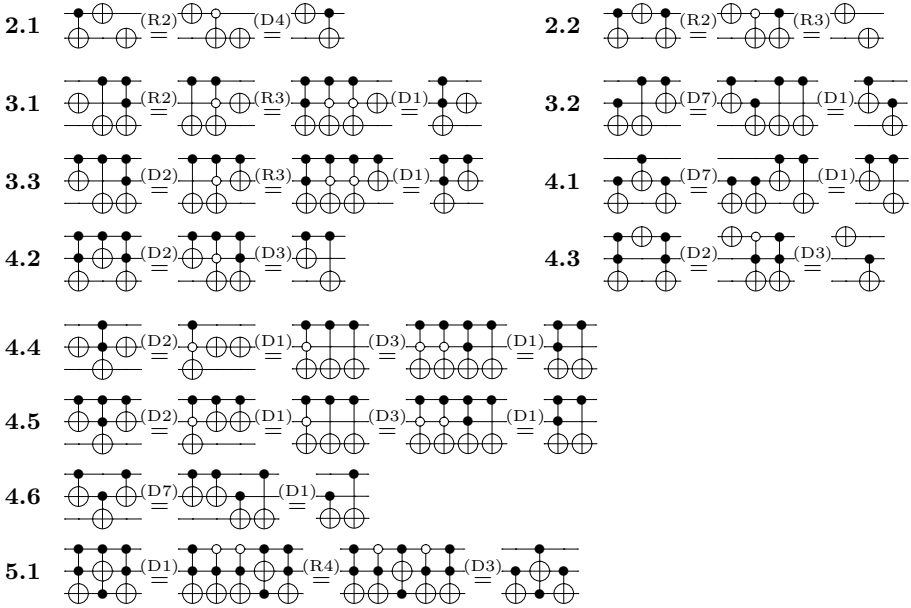 2.1 (R2) = (D4) = 2.2 (R2) = (R3) =
3.1 (R2) = (R3) = (D1) = 3.2 (D7) = (D1) =
3.3 (D2) = (R3) = (D1) = 4.1 (D7) = (D1) =
4.2 (D2) = (D3) = 4.3 (D2) = (D3) =
4.4 (D2) = (D1) = (D3) = (D1) =
4.5 (D2) = (D1) = (D3) = (D1) =
4.6 (D7) = (D1) =
5.1 (D1) = (R4) = (D3) =